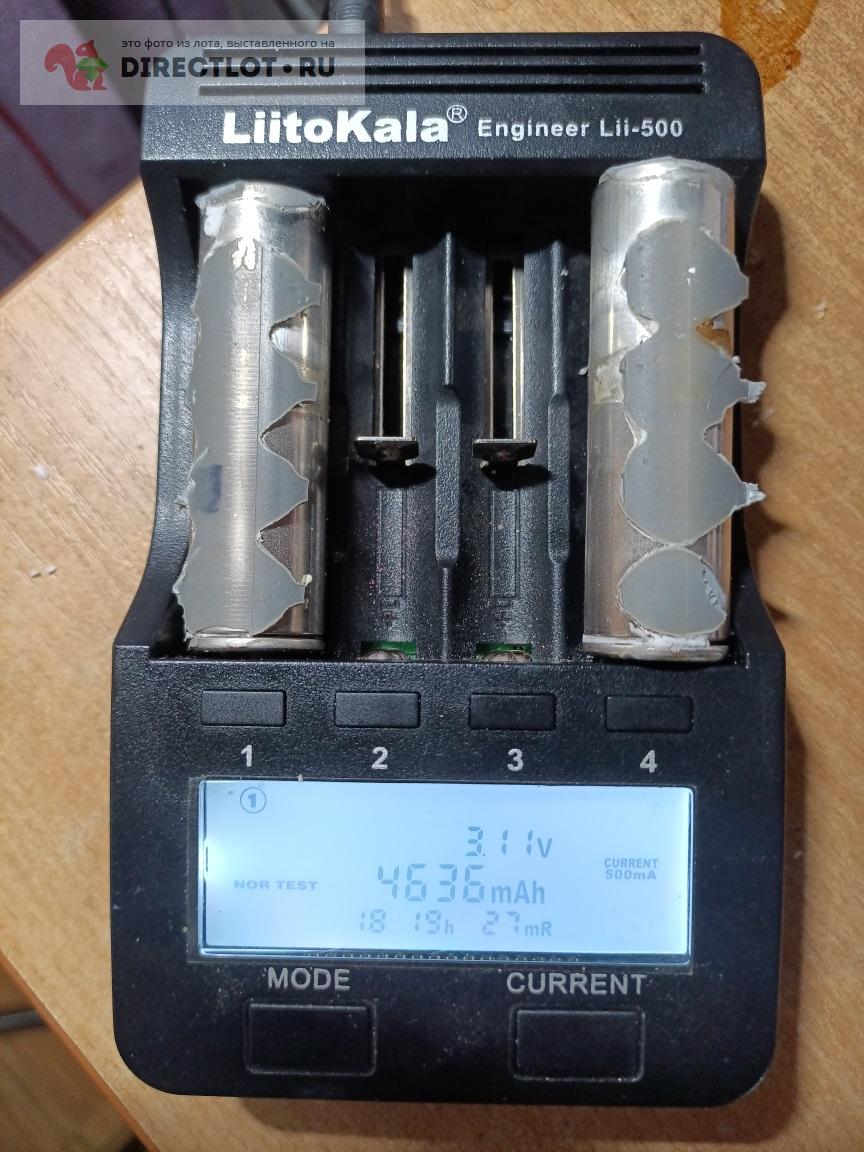 это фото из лота, выставленного на
DIRECTLOT • RU
LiitoKala® Engineer Lii-500
1 2 3 4
1
3.11V
CURRENT
500mA
NOR TEST 4636mAh
18 19h 27mR
MODE CURRENT